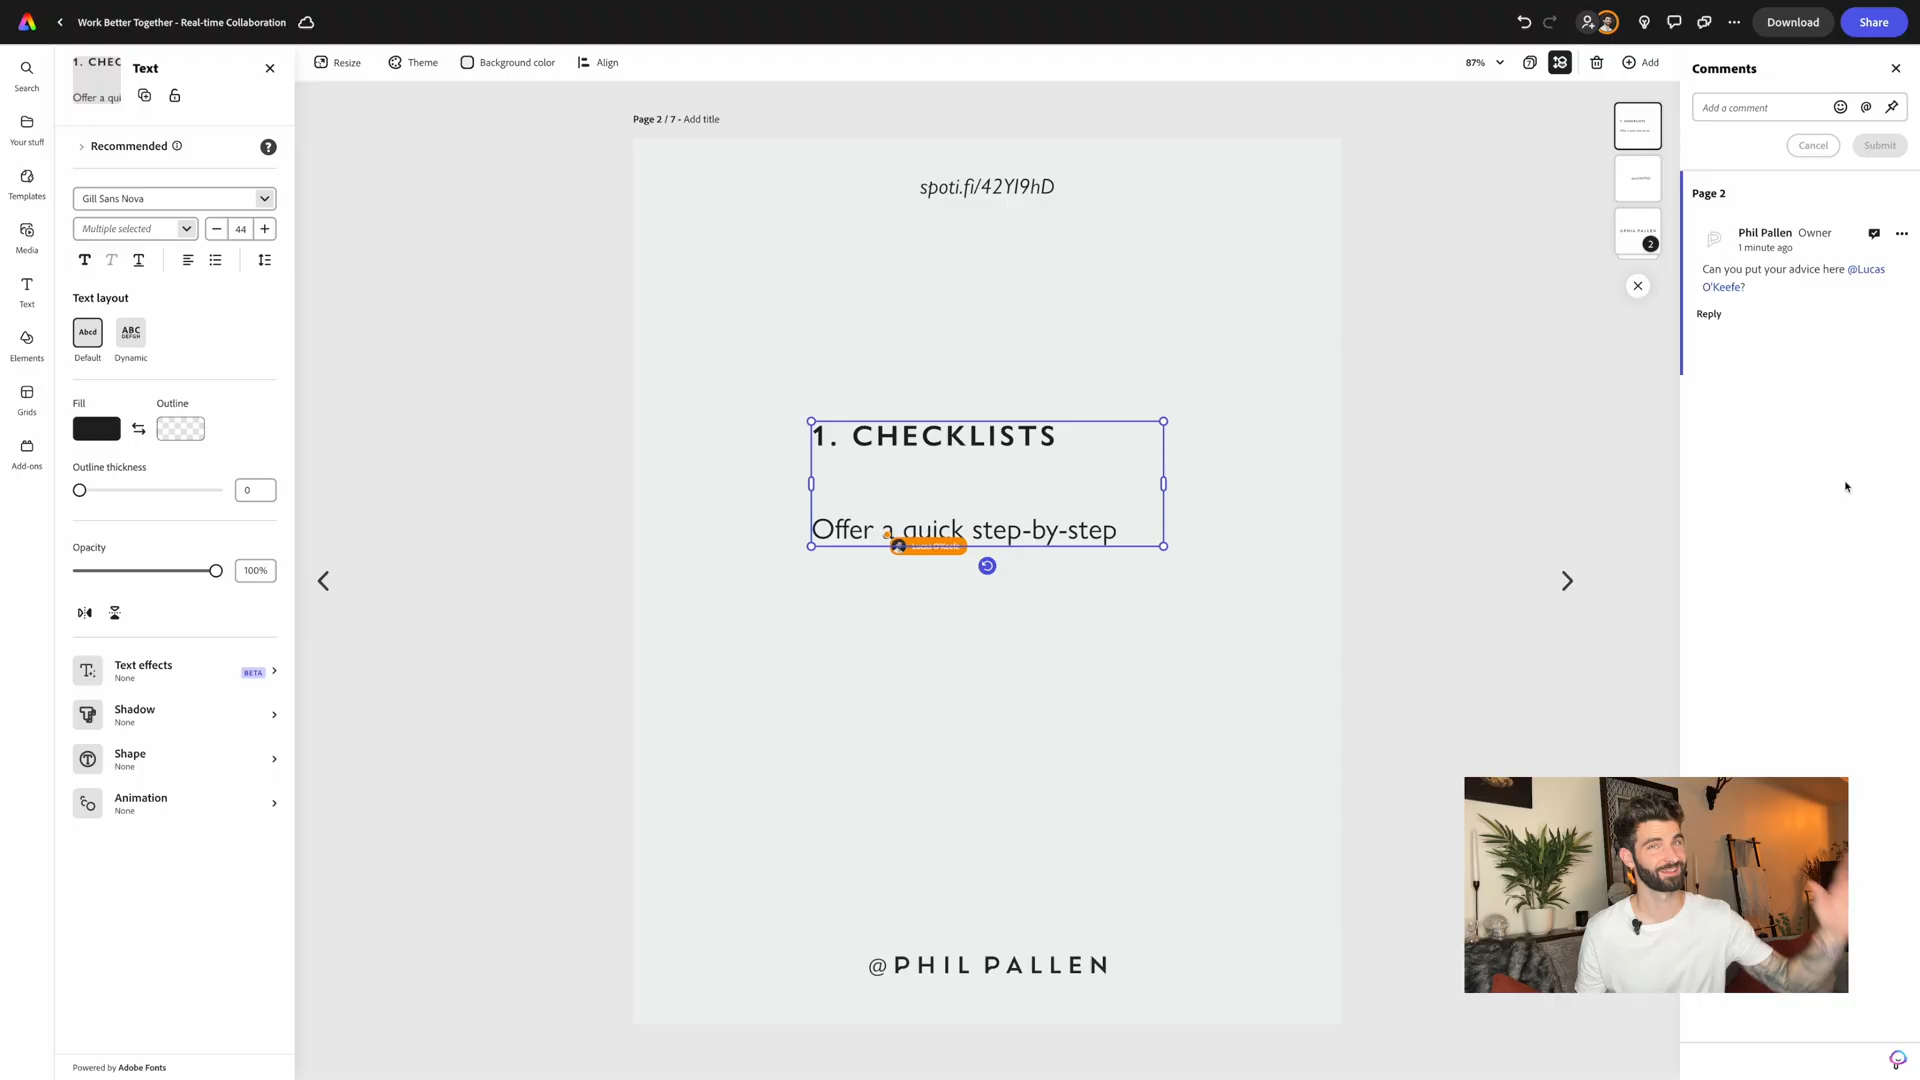 Work Better Together - Real-time Collaboration
Download
Share
Search
Your stuff
Templates
Media
Text
Elements
Grids
Add-ons
1. CHEC
Offer a qui
Text
Recommended
Gill Sans Nova
Multiple selected
44
Text layout
Abcd
Default
ABC
DEFGH
Dynamic
Fill
Outline
Outline thickness
0
Opacity
100%
Text effects
None
BETA
Shadow
None
Shape
None
Animation
None
Powered by Adobe Fonts
Resize
Theme
Background color
Align
87%
Add
Page 2 / 7 - Add title
spoti.fi/42YI9hD
1. CHECKLISTS
Offer a quick step-by-step
Lucas O'Keefe
@PHIL PALLEN
2
Comments
Add a comment
Cancel
Submit
Page 2
Phil Pallen Owner
1 minute ago
Can you put your advice here @Lucas
O'Keefe?
Reply